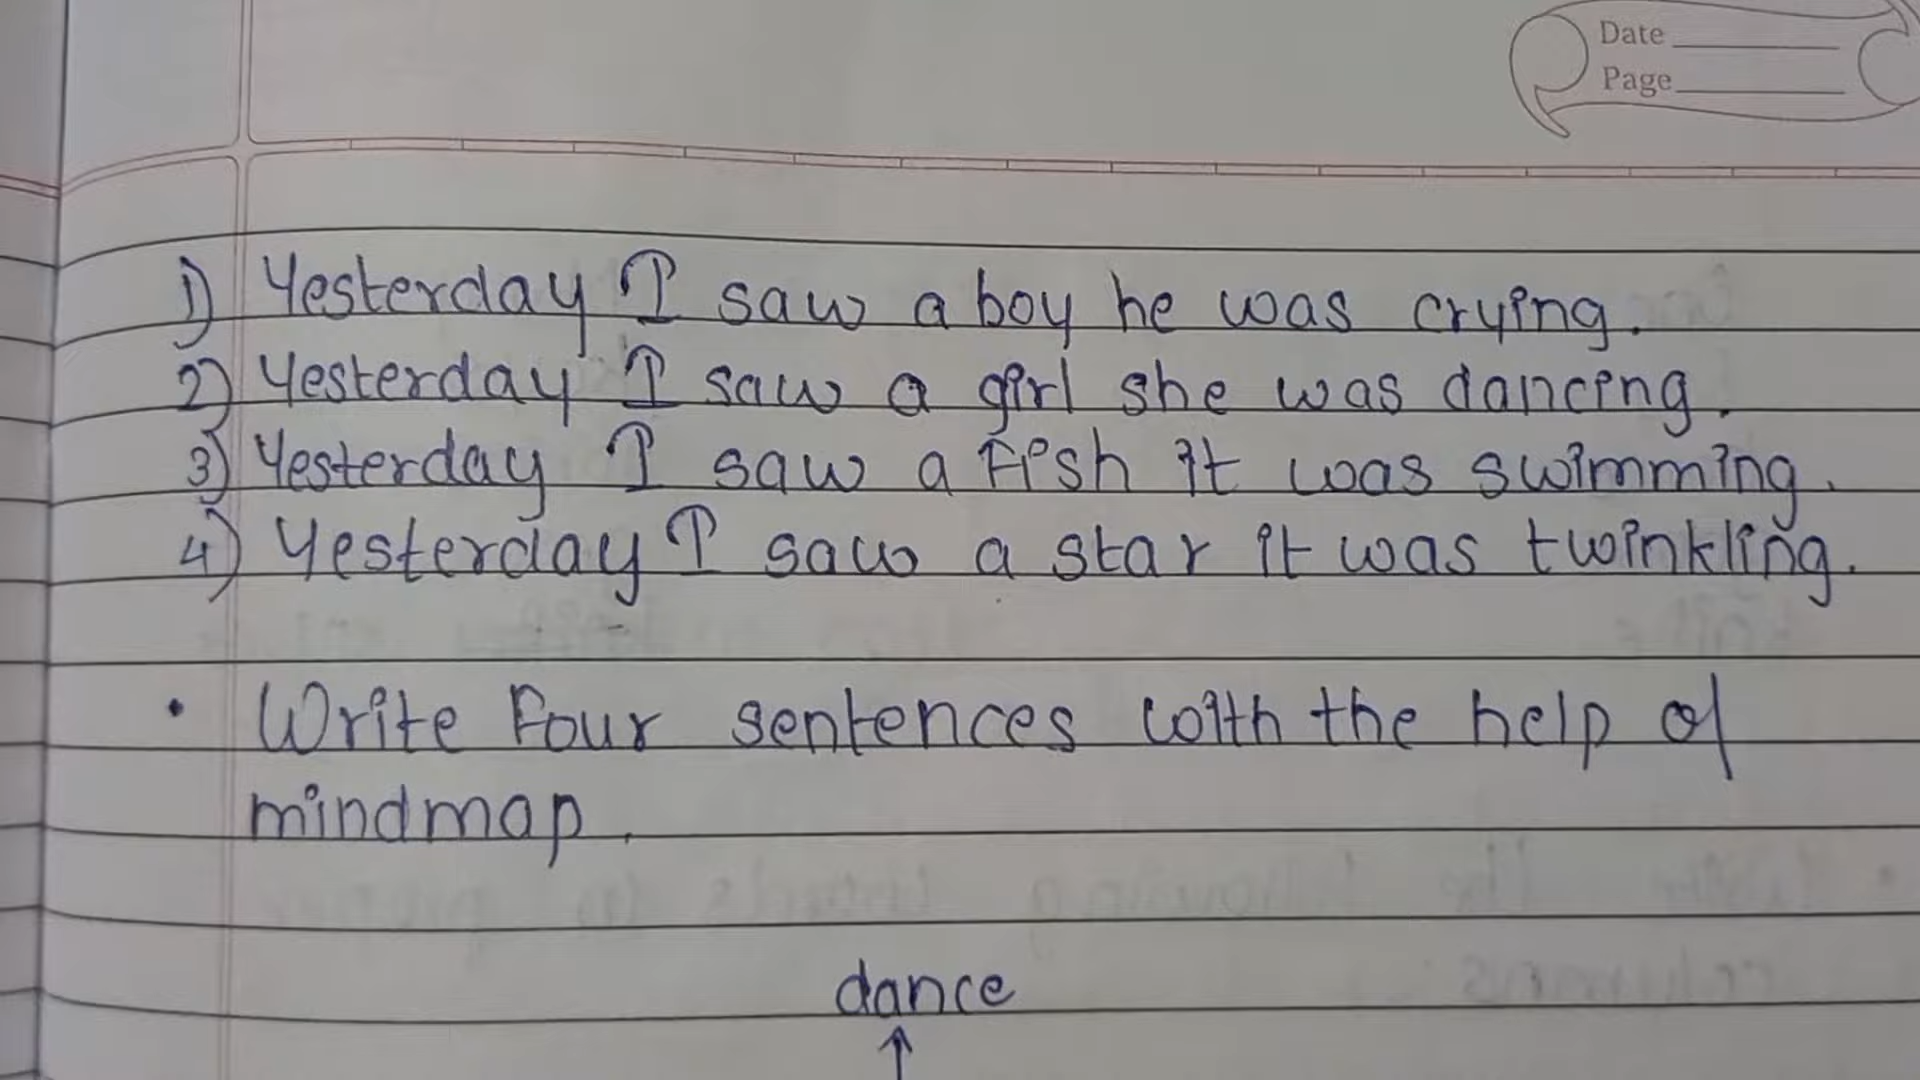 Date
Page
1) Yesterday I saw a boy he was crying.
2) Yesterday I saw a girl she was dancing.
3) Yesterday I saw a Fish it was swimming.
4) Yesterday I saw a star it was twinkling.
• Write Four sentences with the help of
mindmap.
dance